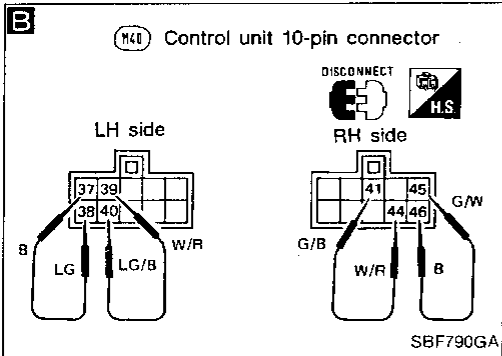 B
M40 Control unit 10-pin connector
DISCONNECT
H.S.
LH side
RH side
37 39
38 40
B
LG
LG/B
W/R
41 45
44 46
G/B
W/R
B
G/W
SBF790GA